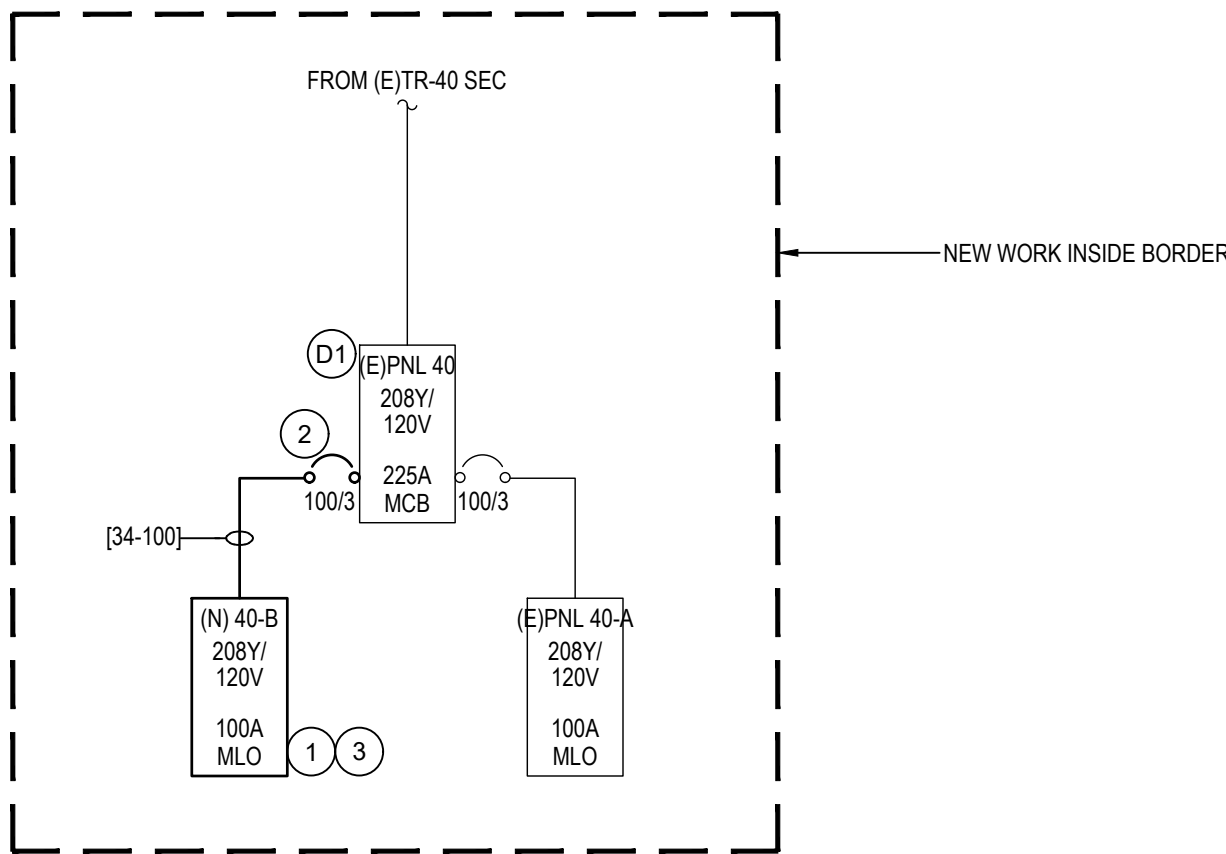 FROM (E)TR-40 SEC
NEW WORK INSIDE BORDER
D1
(E)PNL 40
208Y/
120V
2
225A
MCB
100/3
100/3
[34-100]
(N) 40-B
208Y/
120V
100A
MLO
1
3
(E)PNL 40-A
208Y/
120V
100A
MLO